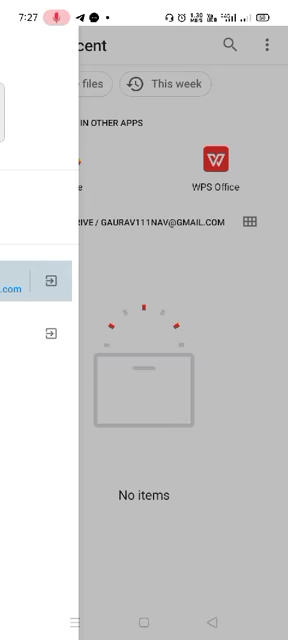 7:27
cent
files
This week
IN OTHER APPS
e
WPS Office
RIVE / GAURAV111NAV@GMAIL.COM
.com
No items